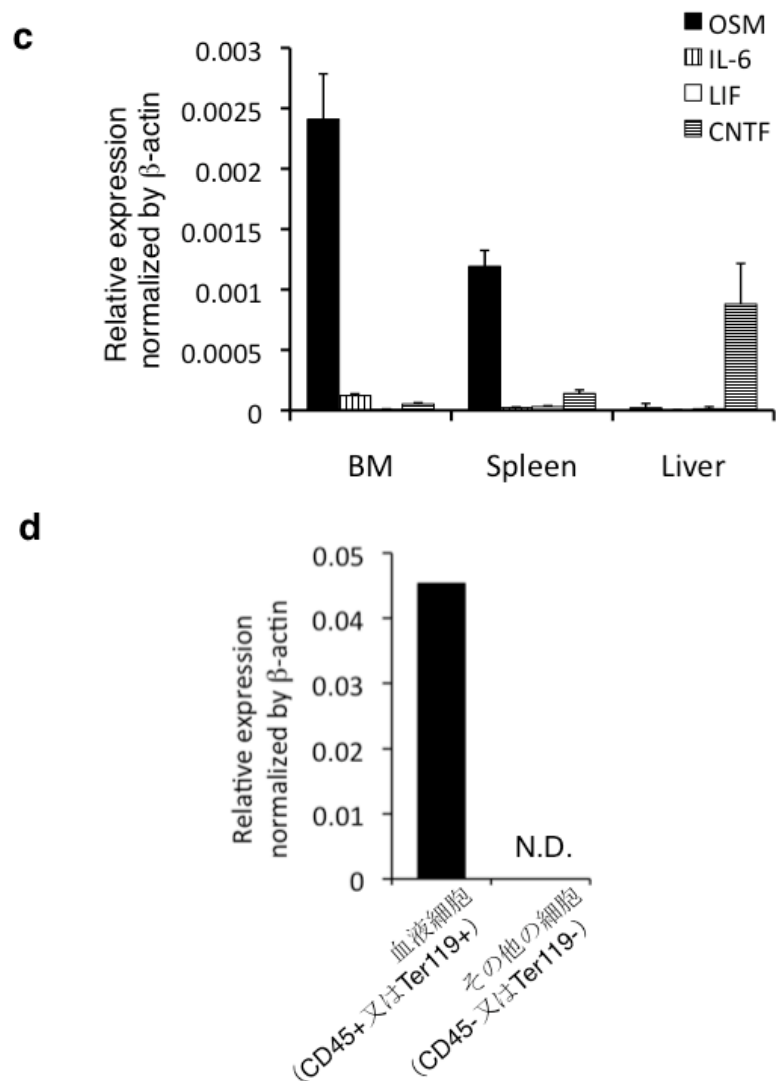 c
OSM
IL-6
LIF
CNTF
Relative expression
normalized by β-actin
0.003
0.0025
0.002
0.0015
0.001
0.0005
0
BM Spleen Liver
d
Relative expression
normalized by β-actin
0.05
0.04
0.03
0.02
0.01
0
N.D.
血液細胞
(CD45+又はTer119+)
その他の細胞
(CD45-又はTer119-)